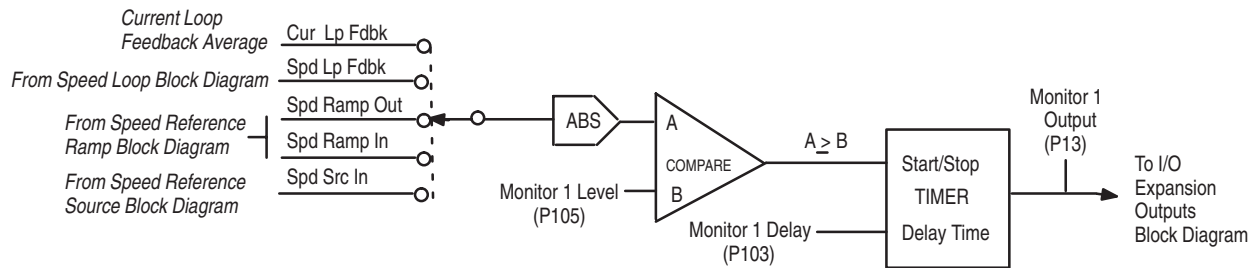 Current Loop
Feedback Average
Cur Lp Fdbk
From Speed Loop Block Diagram
Spd Lp Fdbk
From Speed Reference
Ramp Block Diagram
Spd Ramp Out
Spd Ramp In
From Speed Reference
Source Block Diagram
Spd Src In
ABS
A
COMPARE
B
Monitor 1 Level
(P105)
A ≥ B
Monitor 1 Delay
(P103)
Start/Stop
TIMER
Delay Time
Monitor 1
Output
(P13)
To I/O
Expansion
Outputs
Block Diagram